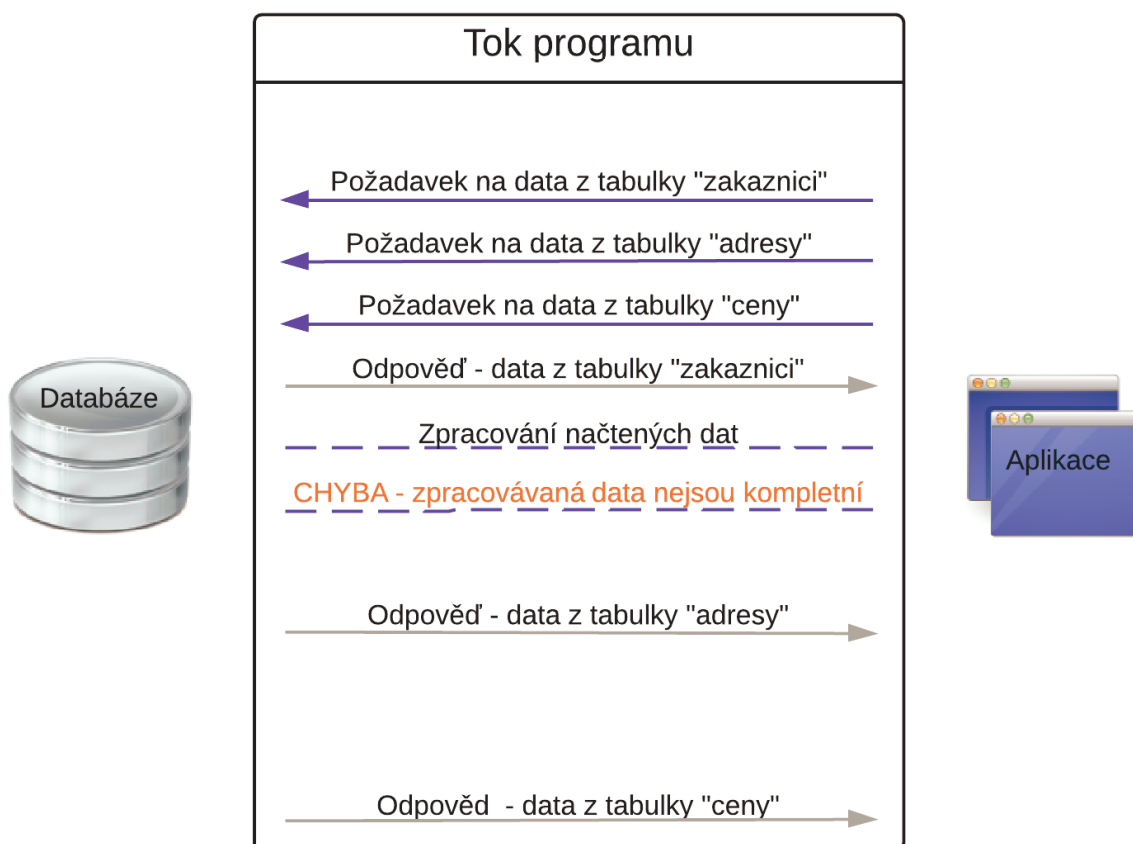 Tok programu
Požadavek na data z tabulky "zakaznici"
Požadavek na data z tabulky "adresy"
Požadavek na data z tabulky "ceny"
Odpověď - data z tabulky "zakaznici"
Databáze
Zpracování načtených dat
Aplikace
CHYBA - zpracovávaná data nejsou kompletní
Odpověď - data z tabulky "adresy"
Odpověd  - data z tabulky "ceny"